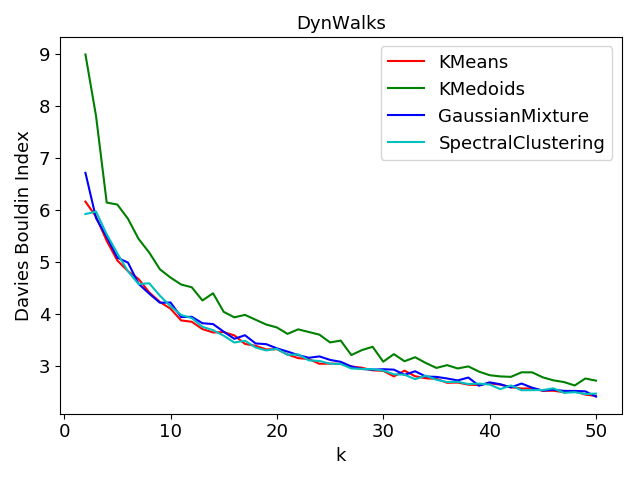 DynWalks
KMeans
KMedoids
GaussianMixture
SpectralClustering
Davies Bouldin Index
9
8
7
6
5
4
3
0 10 20 30 40 50
k